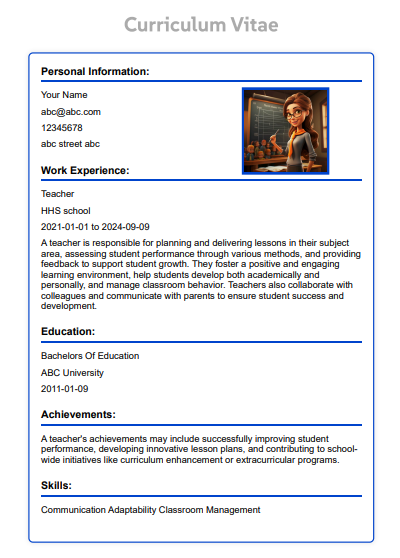 Curriculum Vitae
Personal Information:
Your Name
abc@abc.com
12345678
abc street abc
Work Experience:
Teacher
HHS school
2021-01-01 to 2024-09-09
A teacher is responsible for planning and delivering lessons in their subject
area, assessing student performance through various methods, and providing
feedback to support student growth. They foster a positive and engaging
learning environment, help students develop both academically and
personally, and manage classroom behavior. Teachers also collaborate with
colleagues and communicate with parents to ensure student success and
development.
Education:
Bachelors Of Education
ABC University
2011-01-09
Achievements:
A teacher's achievements may include successfully improving student
performance, developing innovative lesson plans, and contributing to school-
wide initiatives like curriculum enhancement or extracurricular programs.
Skills:
Communication Adaptability Classroom Management